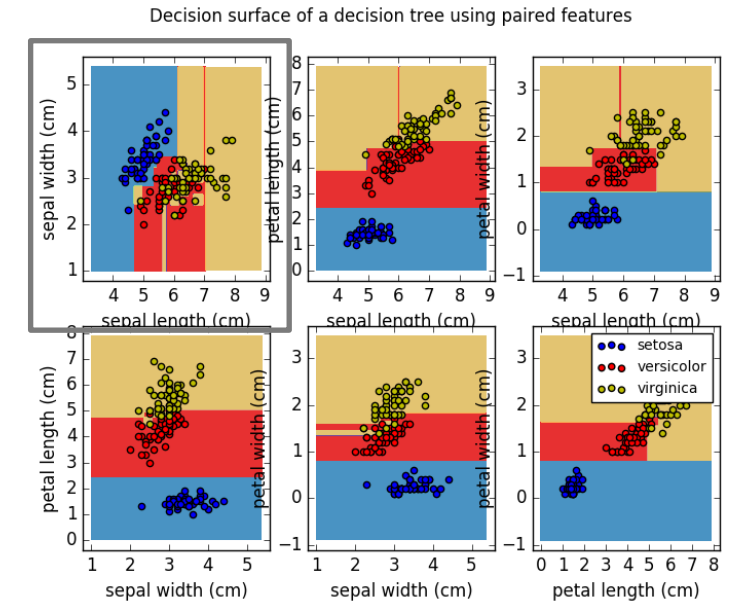 Decision surface of a decision tree using paired features
sepal width (cm)
5
4
3
2
1
4 5 6 7 8 9
sepal length (cm)
petal length (cm)
8
7
6
5
4
3
2
1
0
4 5 6 7 8 9
sepal length (cm)
petal width (cm)
3
2
1
0
−1
4 5 6 7 8 9
sepal length (cm)
petal length (cm)
8
7
6
5
4
3
2
1
0
1 2 3 4 5
sepal width (cm)
petal width (cm)
3
2
1
0
−1
1 2 3 4 5
sepal width (cm)
petal width (cm)
3
2
1
0
−1
0 1 2 3 4 5 6 7 8
petal length (cm)
setosa
versicolor
virginica